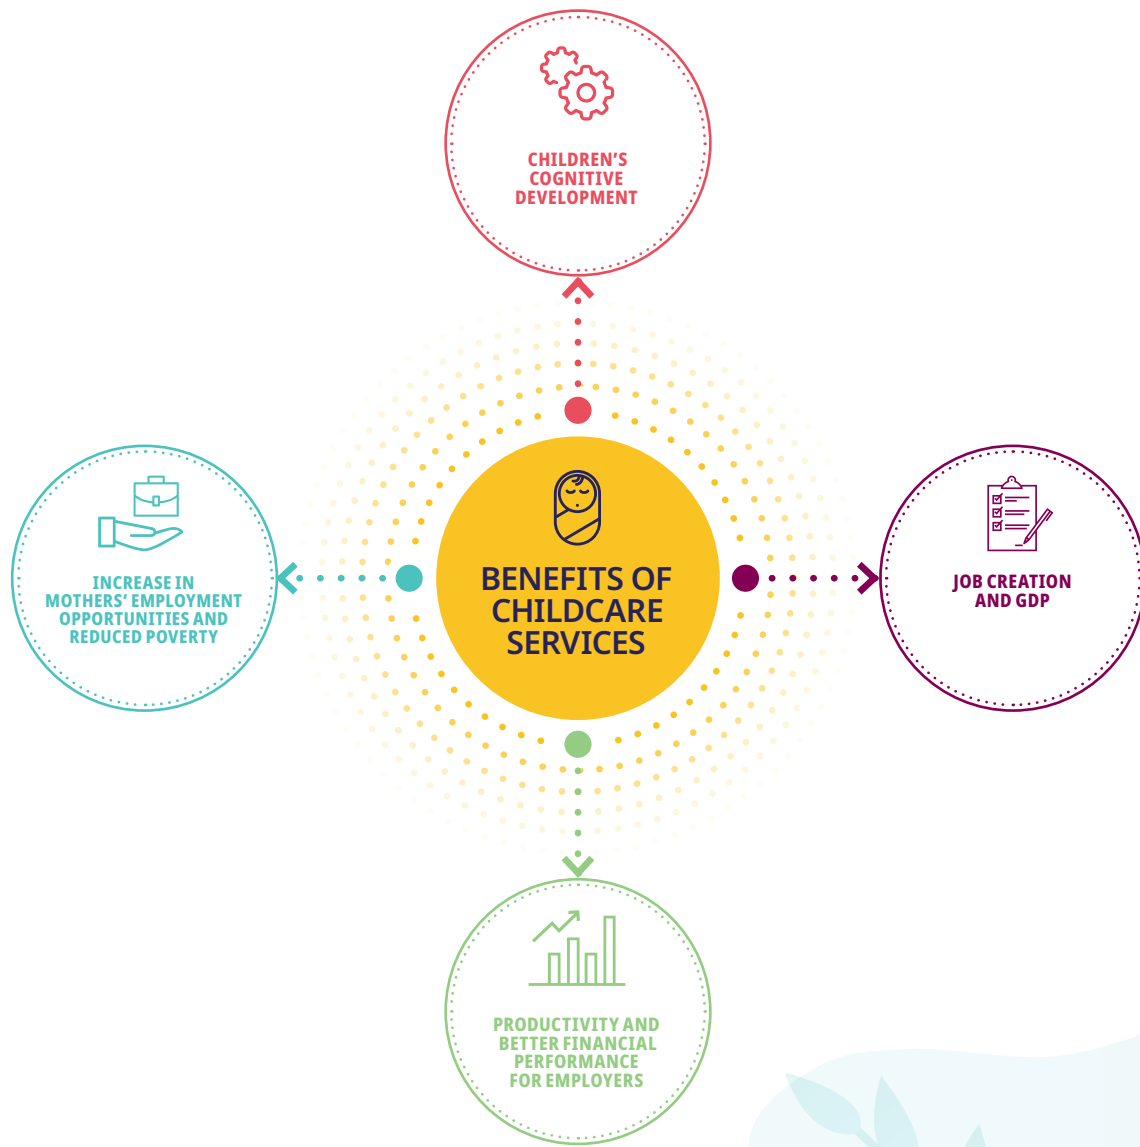 CHILDREN'S
COGNITIVE
DEVELOPMENT
INCREASE IN
MOTHERS' EMPLOYMENT
OPPORTUNITIES AND
REDUCED POVERTY
BENEFITS OF
CHILDCARE
SERVICES
JOB CREATION
AND GDP
PRODUCTIVITY AND
BETTER FINANCIAL
PERFORMANCE
FOR EMPLOYERS